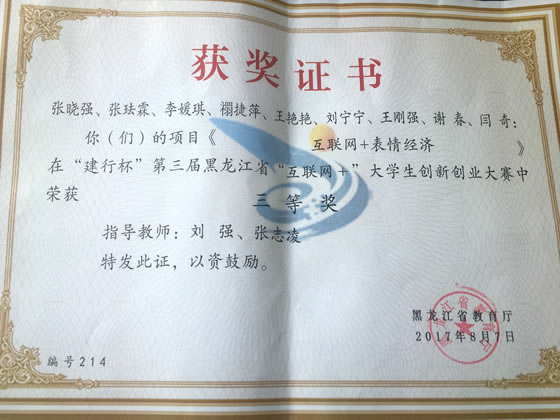 获奖证书
张晓强、张珐霖、李媛琪、禤捷萍、王艳艳、刘宁宁、王刚强、谢春、闫奇:
你(们)的项目《 互联网+表情经济 》
在“建行杯”第三届黑龙江省“互联网+”大学生创新创业大赛中
荣获
三等奖
指导教师:刘强、张志凌
特发此证,以资鼓励。
黑龙江省教育厅
2017年8月7日
编号214